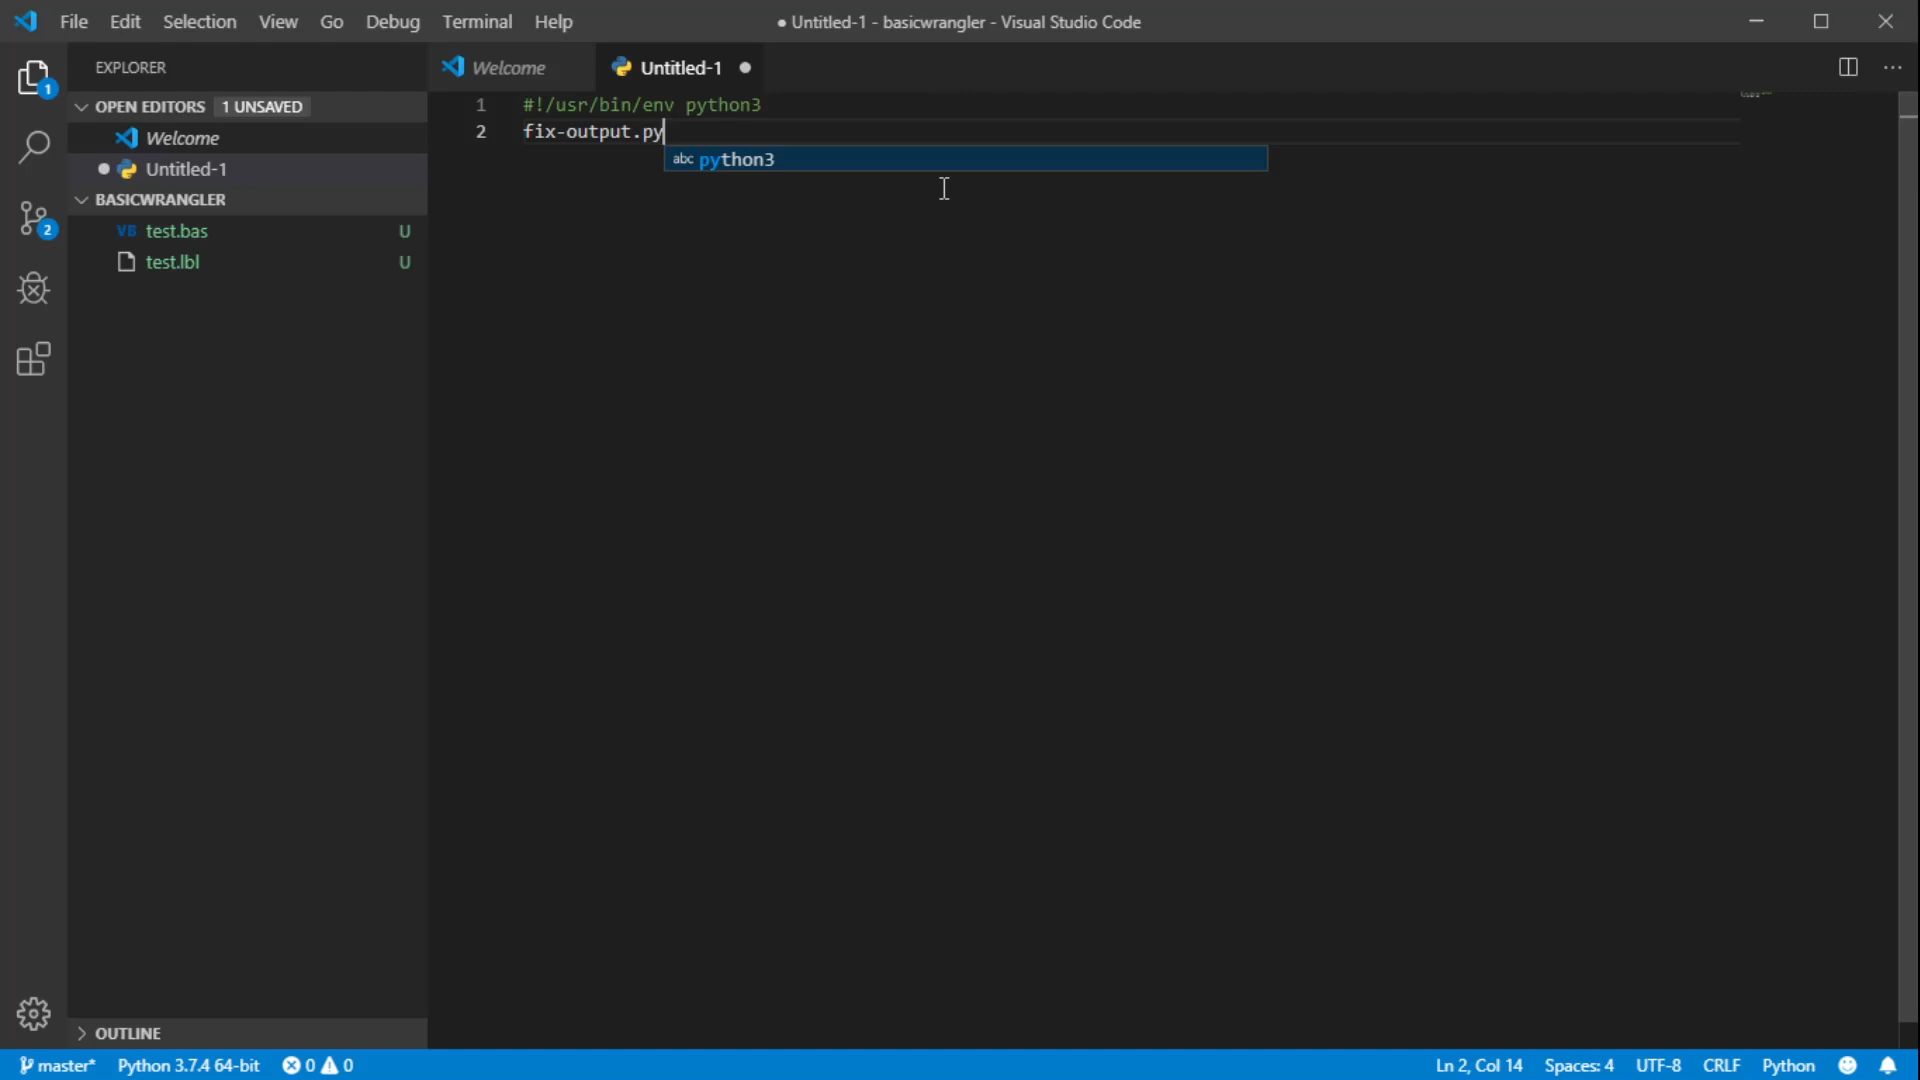 File Edit Selection View Go Debug Terminal Help ● Untitled-1 - basicwrangler - Visual Studio Code
EXPLORER
Welcome Untitled-1
1
OPEN EDITORS 1 UNSAVED
Welcome
Untitled-1
BASICWRANGLER
2
VB test.bas U
test.lbl U
1 #!/usr/bin/env python3
2 fix-output.py
abc python3
OUTLINE
master* Python 3.7.4 64-bit 0 0 Ln 2, Col 14 Spaces: 4 UTF-8 CRLF Python